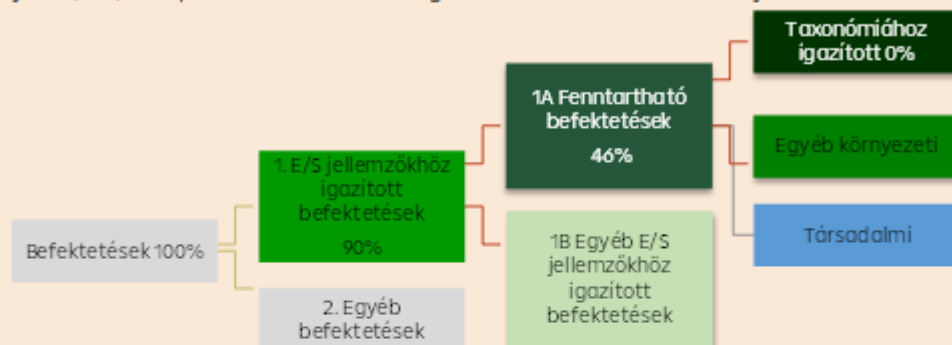 Taxonómiához
igazított 0%
1A Fenntartható
befektetések
46%
Egyéb környezeti
1. E/S jellemzőkhöz
igazított
befektetések
90%
Társadalmi
Befektetések 100%
1B Egyéb E/S
jellemzőkhöz
igazított
befektetések
2. Egyéb
befektetések